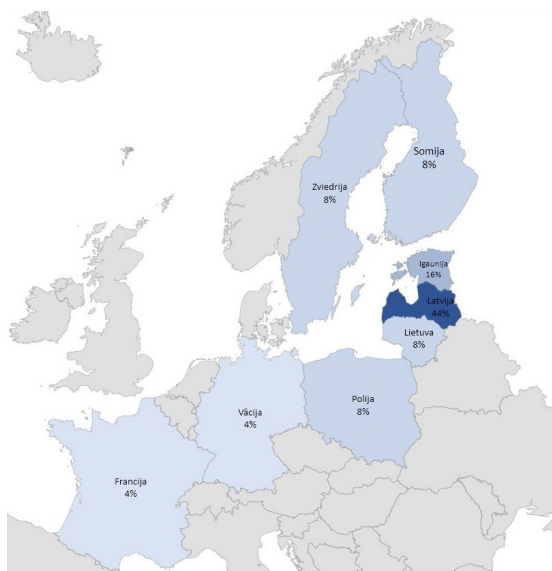 Somija
8%
Zviedrija
8%
Igaunija
16%
Latvija
44%
Lietuva
8%
Polija
8%
Vācija
4%
Francija
4%